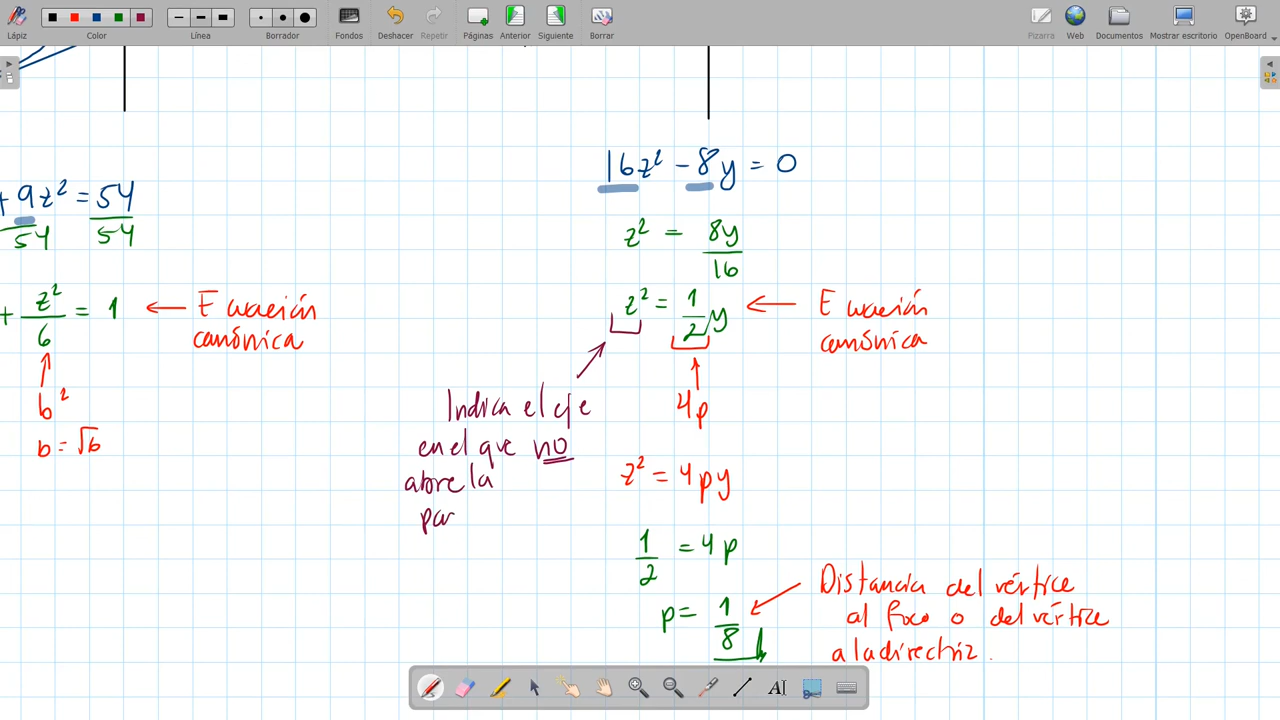 Lápiz
Color
Línea
Borrador
Fondos
Deshacer
Repetir
Páginas
Anterior
Siguiente
Borrar
Pizarra
Web
Documentos
Mostrar escritorio
OpenBoard
+ 9z² = 54
54 54
+ z²/6 = 1 ← Ecuación
canónica
b²
b = √6
16z² - 8y = 0
z² = 8y/16
z² = 1/2 y ← Ecuación
canónica
4p
Indica el eje
en el que no
abre la
par
z² = 4py
1/2 = 4p
p = 1/8
Distancia del vértice
al foco o del vértice
a la directriz.